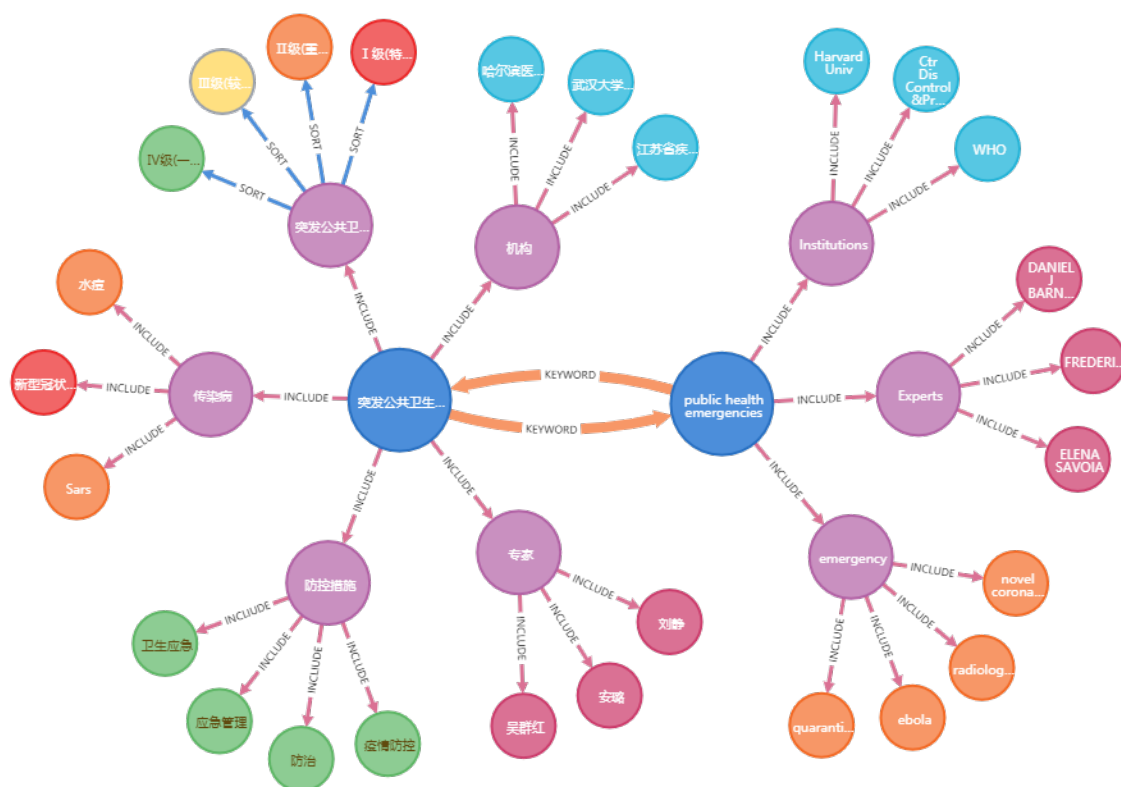 Ⅱ级(重...
Ⅰ级(特...
Ⅲ级(较...
Ⅳ级(一...
SORT
SORT
SORT
SORT
突发公共卫...
哈尔滨医...
武汉大学...
江苏省疾...
INCLUDE
INCLUDE
INCLUDE
机构
Harvard
Univ
Ctr
Dis
Control
&Pr...
WHO
INCLUDE
INCLUDE
INCLUDE
Institutions
水痘
新型冠状...
Sars
INCLUDE
INCLUDE
INCLUDE
传染病
INCLUDE
INCLUDE
INCLUDE
突发公共卫生...
KEYWORD
KEYWORD
public health
emergencies
INCLUDE
INCLUDE
INCLUDE
Experts
DANIEL
J
BARN...
FREDERI...
ELENA
SAVOIA
INCLUDE
INCLUDE
INCLUDE
INCLUDE
INCLUDE
防控措施
INCLIUDE
INCLUDE
INCLIUDE
INCLUDE
卫生应急
应急管理
防治
疫情防控
专家
INCLUDE
INCLUDE
INCLUDE
刘静
安璐
吴群红
emergency
INCLUDE
INCLUDE
INCLUDE
INCLUDE
novel
corona...
radiolog...
ebola
quaranti...